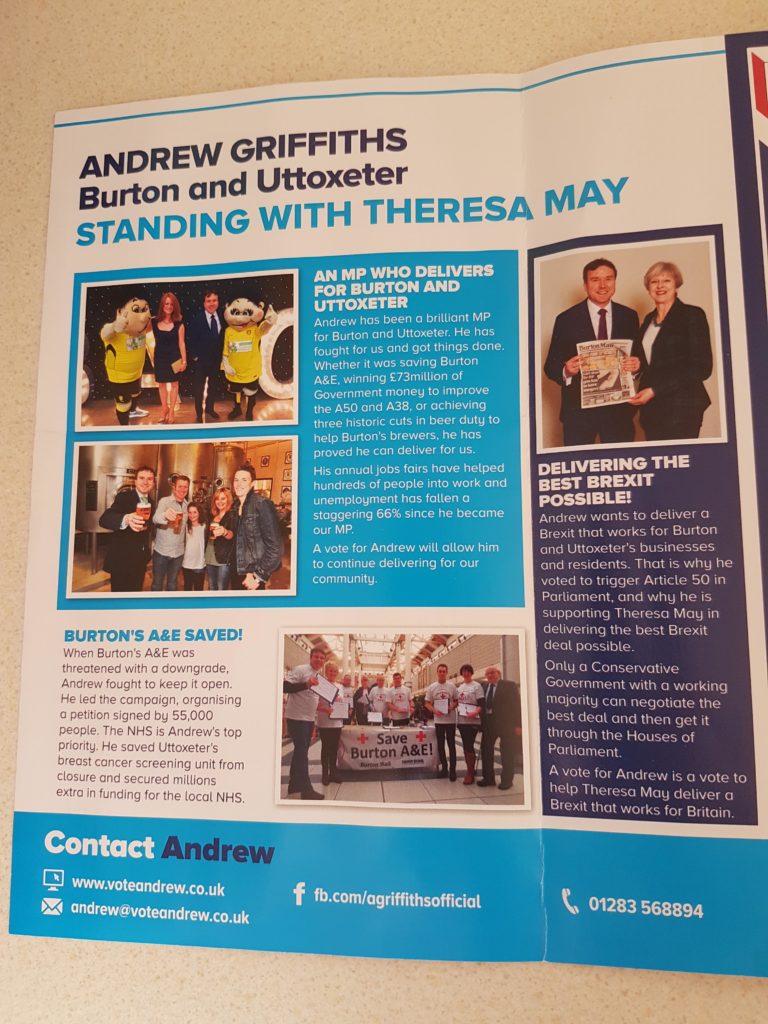 ANDREW GRIFFITHS
Burton and Uttoxeter
STANDING WITH THERESA MAY
AN MP WHO DELIVERS
FOR BURTON AND
UTTOXETER
Andrew has been a brilliant MP
for Burton and Uttoxeter. He has
fought for us and got things done.
Whether it was saving Burton
A&E, winning £73million of
Government money to improve
the A50 and A38, or achieving
three historic cuts in beer duty to
help Burton's brewers, he has
proved he can deliver for us.
His annual jobs fairs have helped
hundreds of people into work and
unemployment has fallen a
staggering 66% since he became
our MP.
A vote for Andrew will allow him
to continue delivering for our
community.
BURTON'S A&E SAVED!
When Burton's A&E was
threatened with a downgrade,
Andrew fought to keep it open.
He led the campaign, organising
a petition signed by 55,000
people. The NHS is Andrew's top
priority. He saved Uttoxeter's
breast cancer screening unit from
closure and secured millions
extra in funding for the local NHS.
Save
Burton A&E!
Burton Mail
Burton Mail
DELIVERING THE
BEST BREXIT
POSSIBLE!
Andrew wants to deliver a
Brexit that works for Burton
and Uttoxeter's businesses
and residents. That is why he
voted to trigger Article 50 in
Parliament, and why he is
supporting Theresa May in
delivering the best Brexit
deal possible.
Only a Conservative
Government with a working
majority can negotiate the
best deal and then get it
through the Houses of
Parliament.
A vote for Andrew is a vote to
help Theresa May deliver a
Brexit that works for Britain.
Contact Andrew
www.voteandrew.co.uk
andrew@voteandrew.co.uk
fb.com/agriffithsofficial
01283 568894